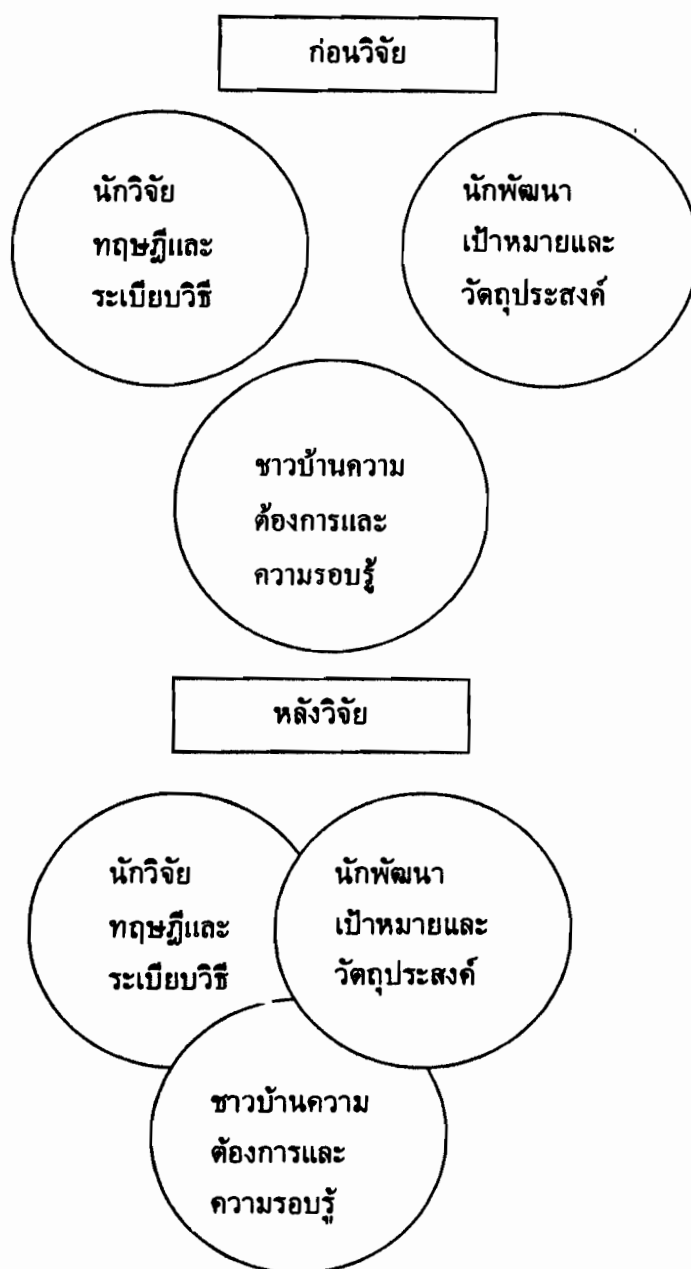 ก่อนวิจัย
นักวิจัย
ทฤษฎีและ
ระเบียบวิธี
นักพัฒนา
เป้าหมายและ
วัตถุประสงค์
ชาวบ้านความ
ต้องการและ
ความรอบรู้
หลังวิจัย
นักวิจัย
ทฤษฎีและ
ระเบียบวิธี
นักพัฒนา
เป้าหมายและ
วัตถุประสงค์
ชาวบ้านความ
ต้องการและ
ความรอบรู้